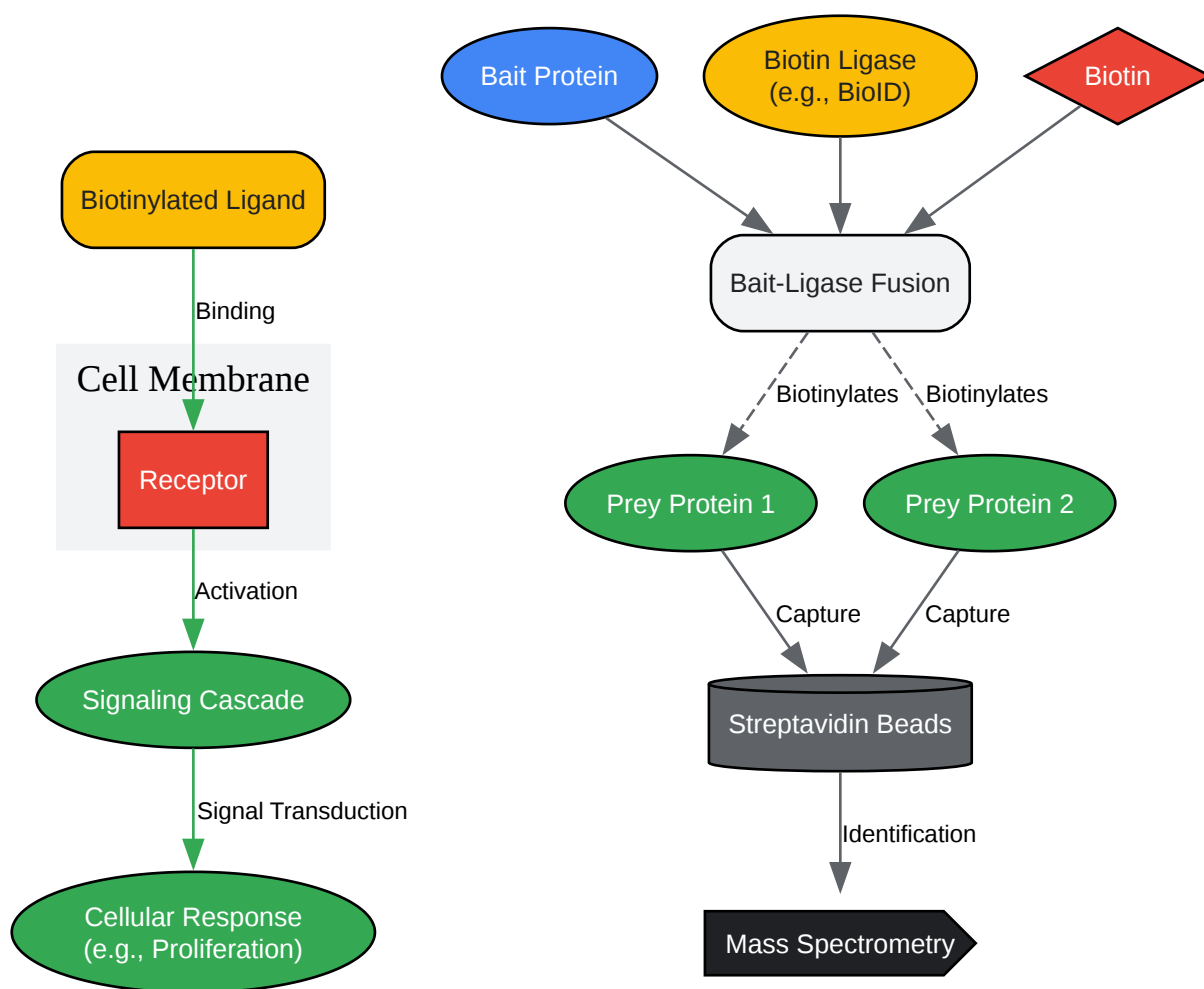 Biotinylated Ligand
Binding
Cell Membrane
Receptor
Activation
Signaling Cascade
Signal Transduction
Cellular Response
(e.g., Proliferation)
Bait Protein
Biotin Ligase
(e.g., BioID)
Biotin
Bait-Ligase Fusion
Biotinylates
Biotinylates
Prey Protein 1
Prey Protein 2
Capture
Capture
Streptavidin Beads
Identification
Mass Spectrometry